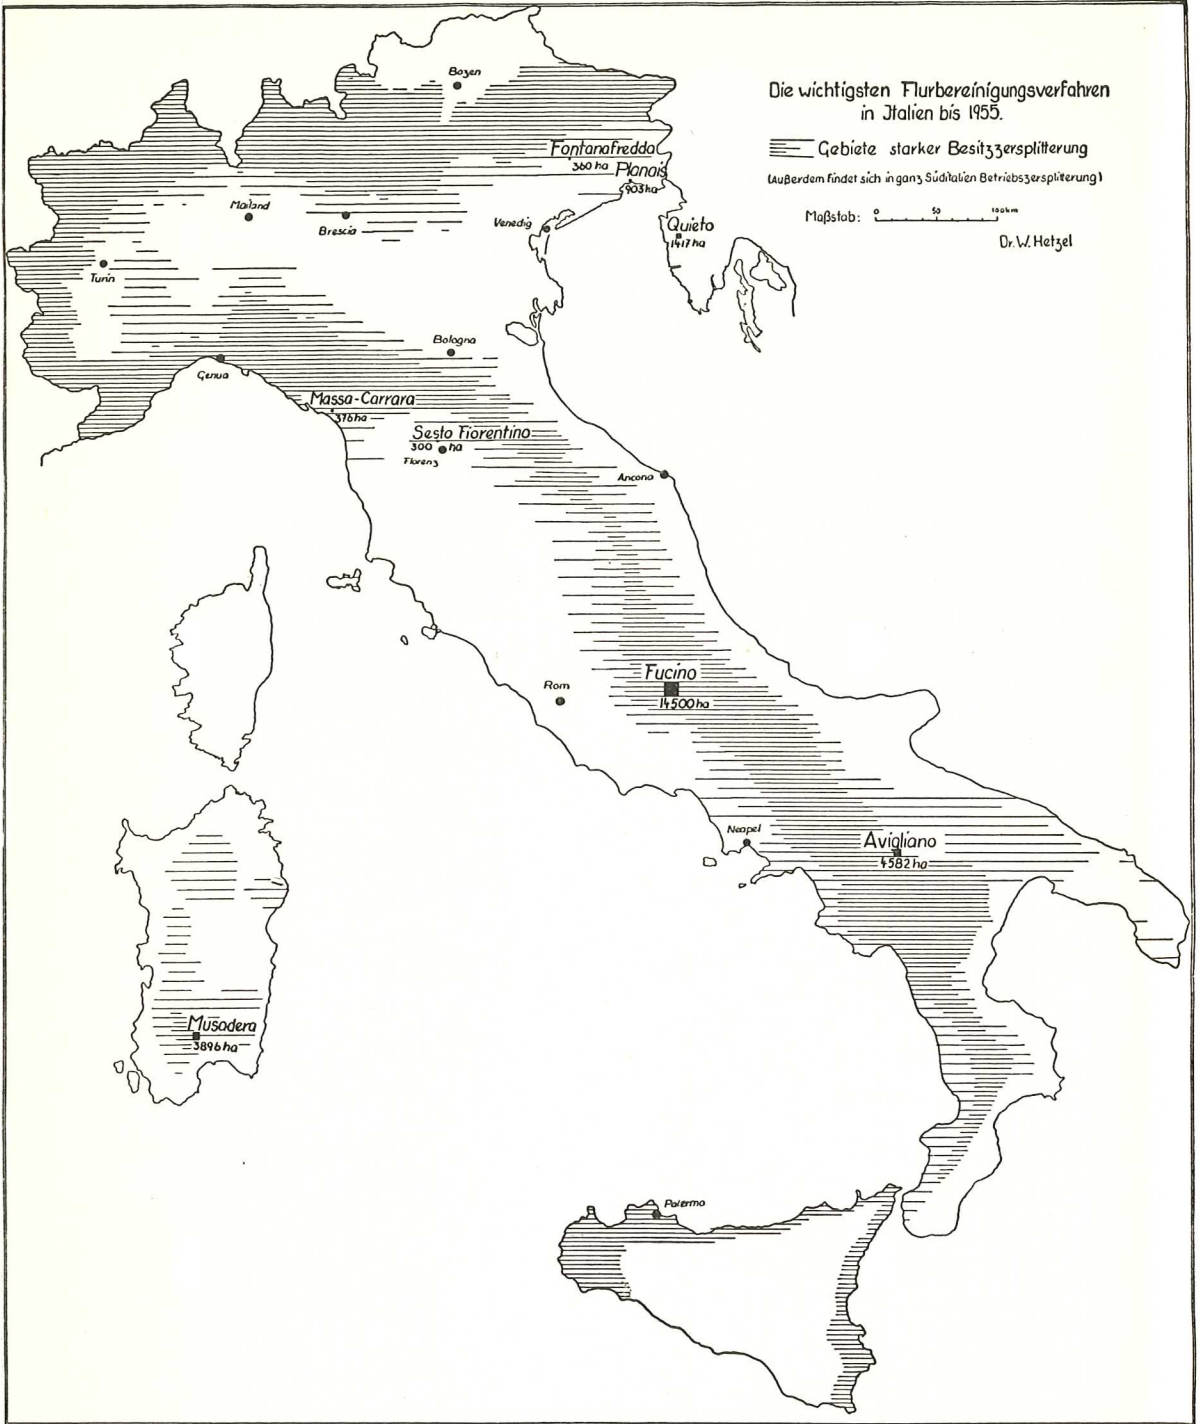 Die wichtigsten Flurbereinigungsverfahren
in Italien bis 1955.
Gebiete starker Besitzzersplitterung
(Außerdem findet sich in ganz Süditalien Betriebszersplitterung)
Maßstab: 0 50 100km
Dr. W. Hetzel
Bozen
Fontanafredda
360 ha
Planais
903 ha
Mailand
Brescia
Venedig
Quieto
1417 ha
Turin
Bologna
Genua
Massa-Carrara
376 ha
Sesto Fiorentino
300 ha
Florenz
Ancona
Fucino
14500 ha
Rom
Neapel
Avigliano
4582 ha
Musadera
3896 ha
Palermo